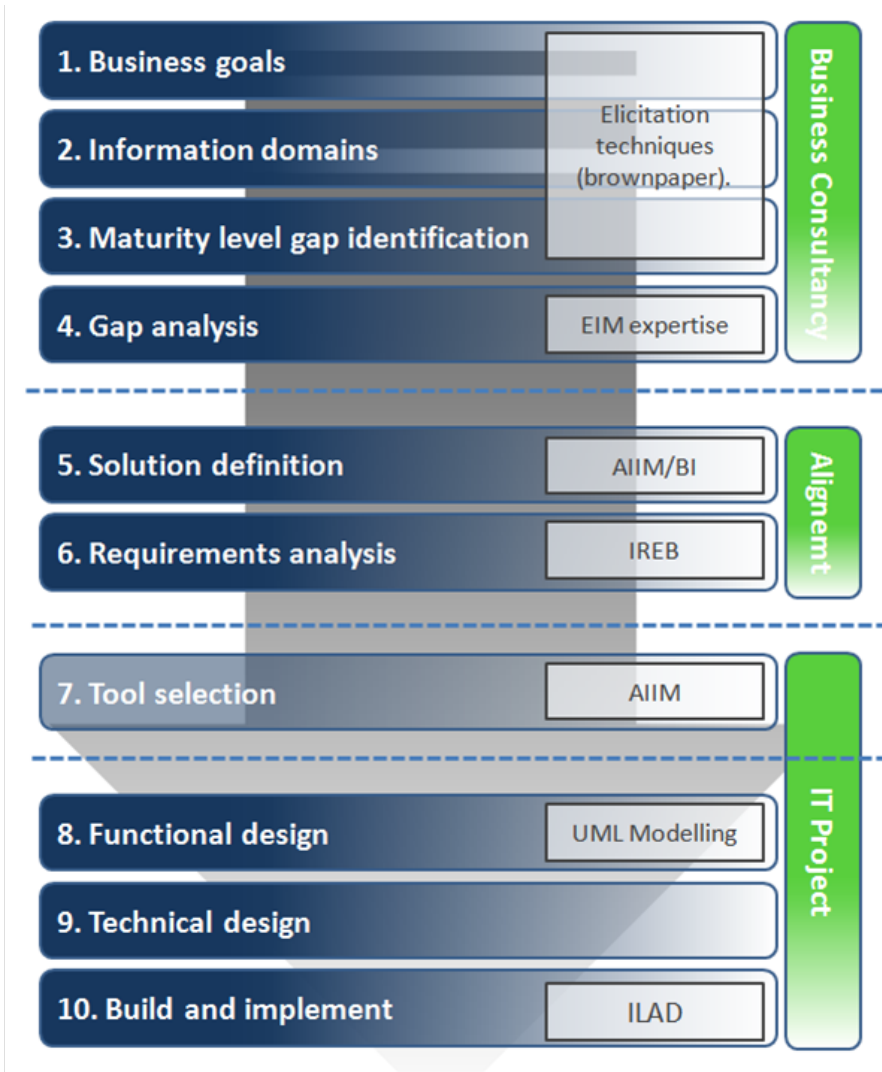 1. Business goals
Elicitation
techniques
(brownpaper).
2. Information domains
3. Maturity level gap identification
4. Gap analysis
EIM expertise
Business Consultancy
5. Solution definition
AIIM/BI
6. Requirements analysis
IREB
Alignemt
7. Tool selection
AIIM
8. Functional design
UML Modelling
9. Technical design
10. Build and implement
ILAD
IT Project